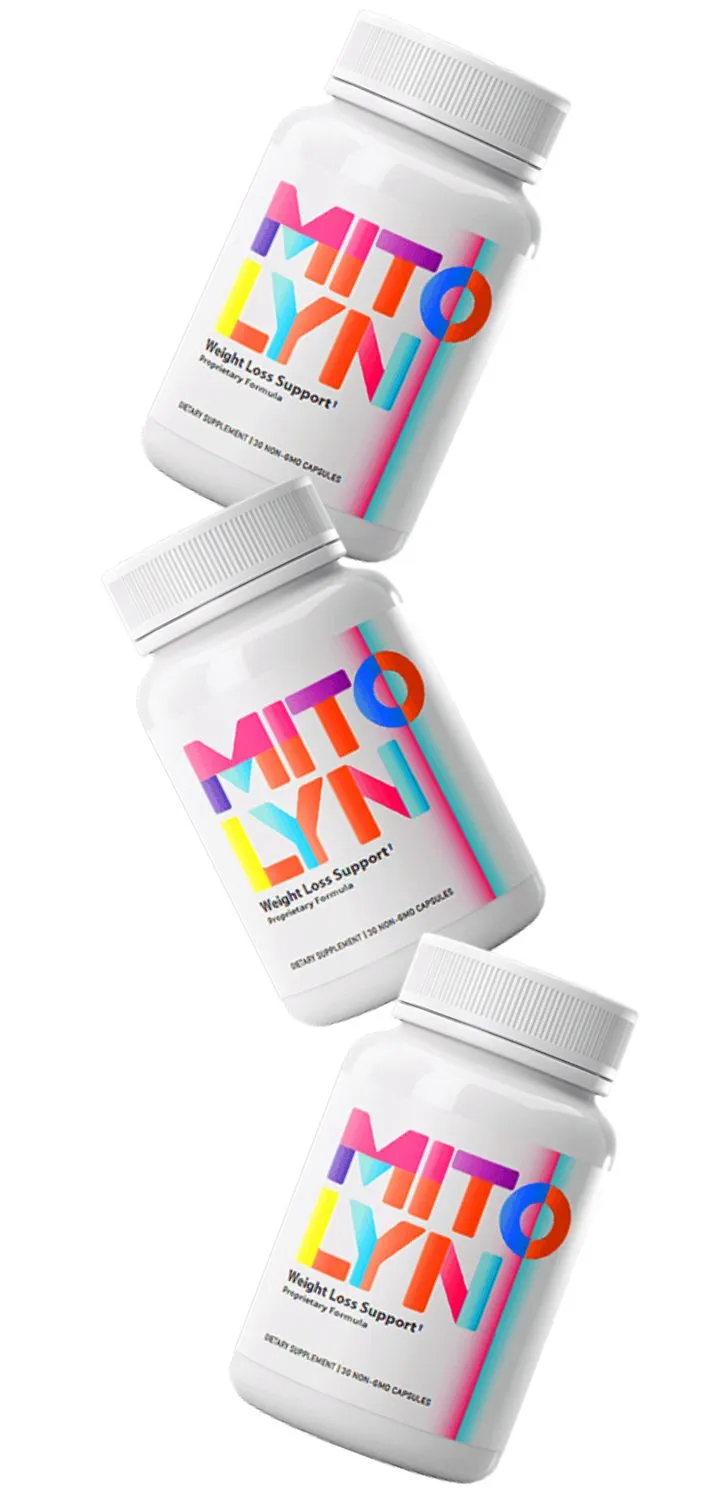 MITO
LYN
Weight Loss Support†
Proprietary Formula
DIETARY SUPPLEMENT | 30 NON-GMO CAPSULES
MITO
LYN
Weight Loss Support†
Proprietary Formula
DIETARY SUPPLEMENT | 30 NON-GMO CAPSULES
MITO
LYN
Weight Loss Support†
Proprietary Formula
DIETARY SUPPLEMENT | 30 NON-GMO CAPSULES